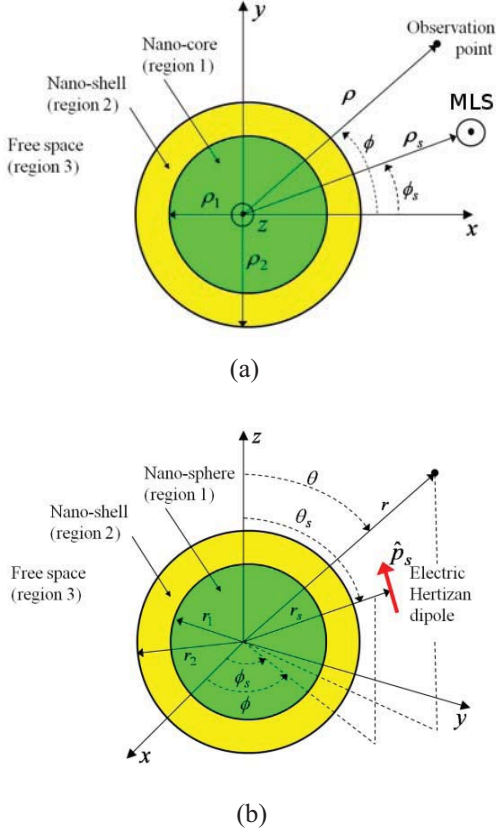 y
Observation
point
Nano-core
(region 1)
Nano-shell
(region 2)
ρ
MLS
Free space
(region 3)
ρs
ϕ
ϕs
ρ1
z
x
ρ2
(a)
z
Nano-sphere
(region 1)
θ
r
Nano-shell
(region 2)
θs
p̂s
Free space
(region 3)
Electric
Hertizan
dipole
r1
rs
r2
ϕs
ϕ
y
x
(b)